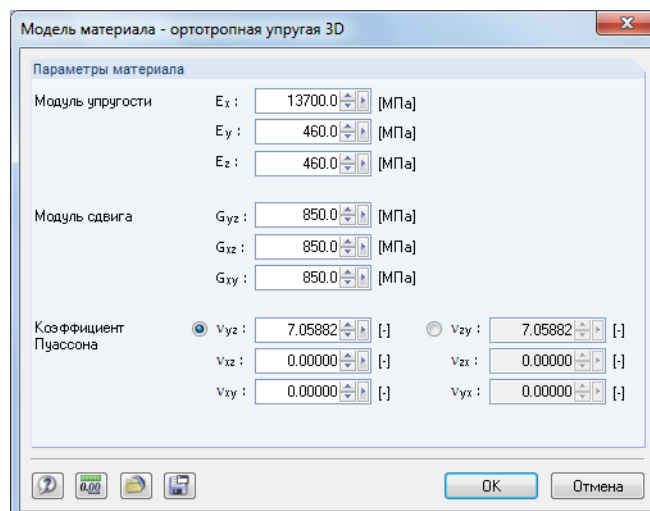 Модель материала - ортотропная упругая 3D
Параметры материала
Модуль упругости Ex : 13700.0 [МПа]
Ey : 460.0 [МПа]
Ez : 460.0 [МПа]
Модуль сдвига Gyz : 850.0 [МПа]
Gxz : 850.0 [МПа]
Gxy : 850.0 [МПа]
Коэффициент Пуассона νyz : 7.05882 [-] νzy : 7.05882 [-]
νxz : 0.00000 [-] νzx : 0.00000 [-]
νxy : 0.00000 [-] νyx : 0.00000 [-]
0.00 OK Отмена